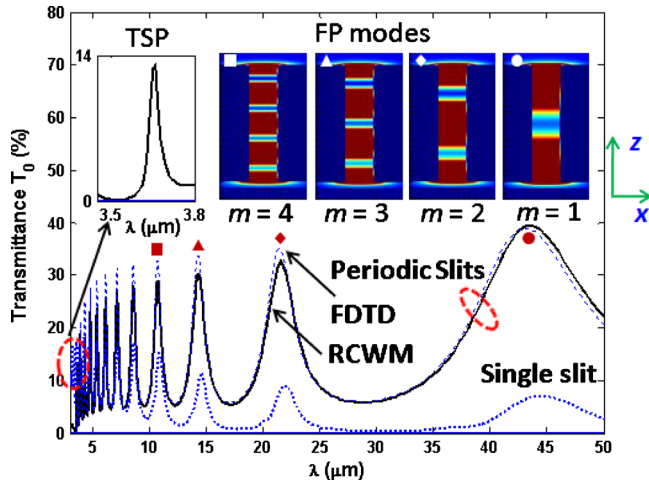 TSP
FP modes
14
0
3.5
3.8
λ (µm)
m = 4
m = 3
m = 2
m = 1
z
x
Periodic Slits
FDTD
RCWM
Single slit
Transmittance T0 (%)
80
70
60
50
40
30
20
10
0
5
10
15
20
25
30
35
40
45
50
λ (µm)